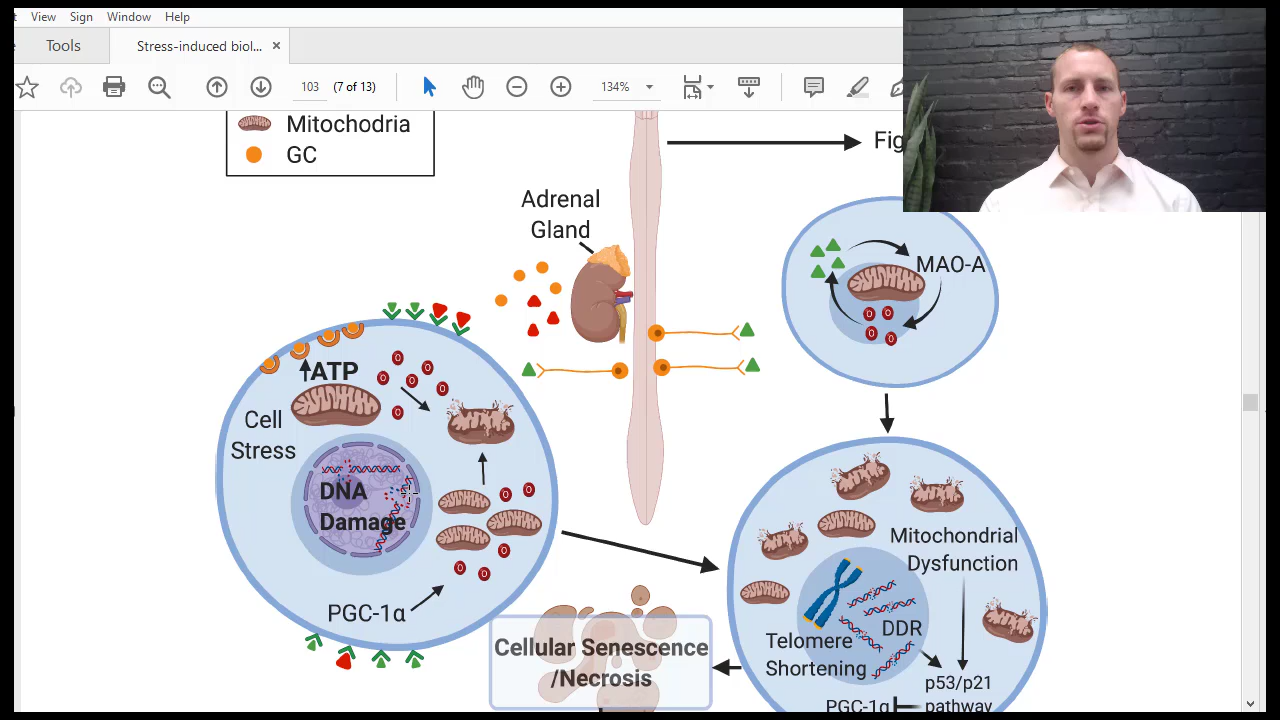 View Sign Window Help
Tools Stress-induced biol... ×
103 (7 of 13) 134%
Mitochodria
GC
Fig
Adrenal
Gland
MAO-A
ATP
Cell
Stress
DNA
Damage
PGC-1α
Mitochondrial
Dysfunction
Telomere
Shortening
DDR
Cellular Senescence
/Necrosis
p53/p21
pathway
PGC-1α